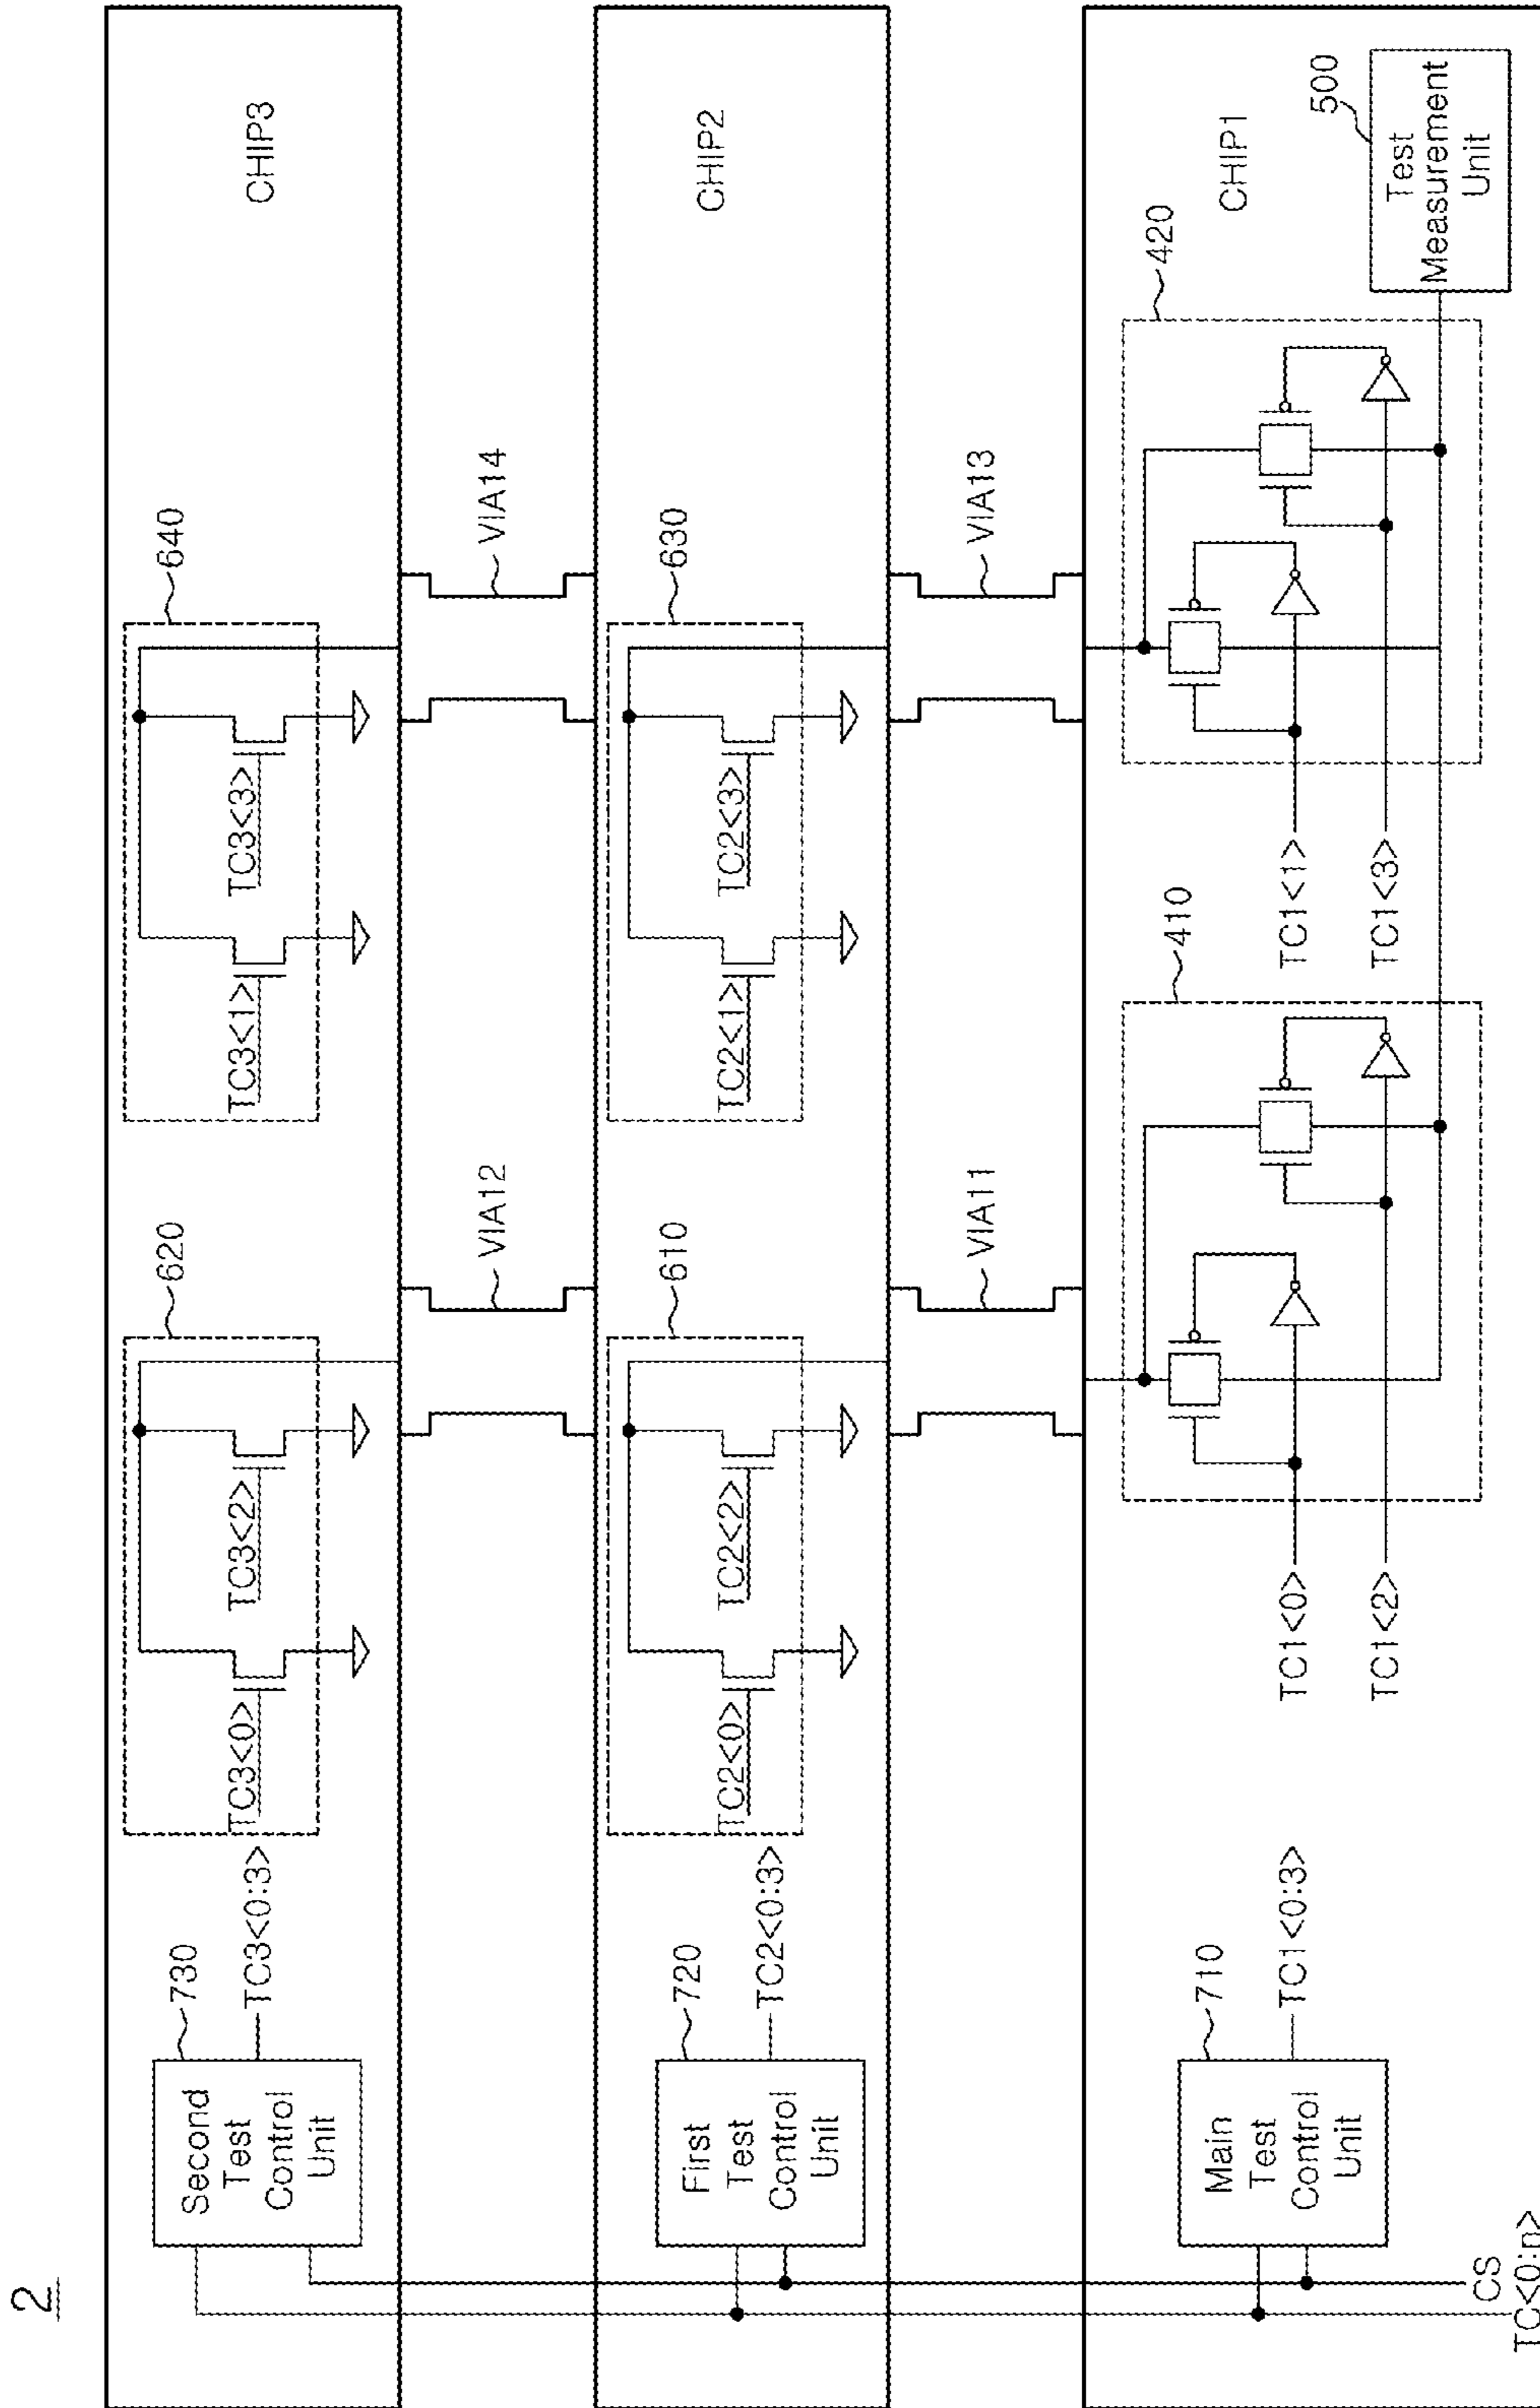 2
Second
Test
Control
Unit
730
TC3<0:3>
620
TC3<0>
TC3<2>
640
TC3<1>
TC3<3>
CHIP3
VIA12
VIA14
First
Test
Control
Unit
720
TC2<0:3>
610
TC2<0>
TC2<2>
630
TC2<1>
TC2<3>
CHIP2
VIA11
VIA13
Main
Test
Control
Unit
710
TC1<0:3>
410
TC1<0>
TC1<2>
420
TC1<1>
TC1<3>
CHIP1
500
Test
Measurement
Unit
CS
TC<0:n>